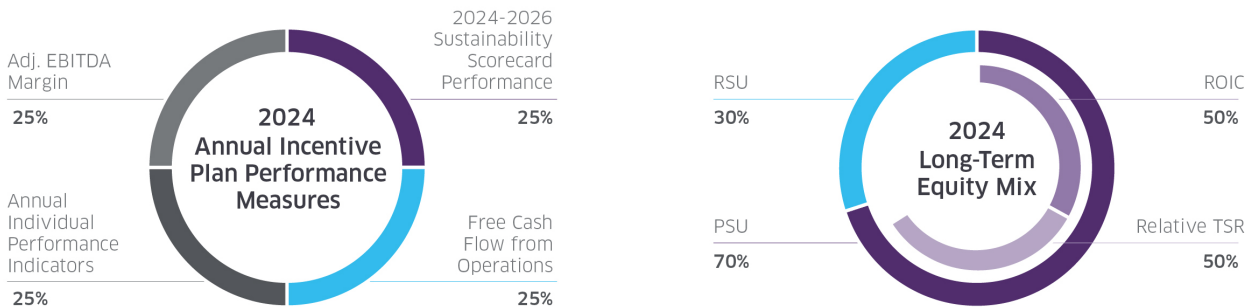 Adj. EBITDA
Margin
25%
2024-2026
Sustainability
Scorecard
Performance
25%
2024
Annual Incentive
Plan Performance
Measures
Annual
Individual
Performance
Indicators
25%
Free Cash
Flow from
Operations
25%
RSU
30%
ROIC
50%
2024
Long-Term
Equity Mix
PSU
70%
Relative TSR
50%